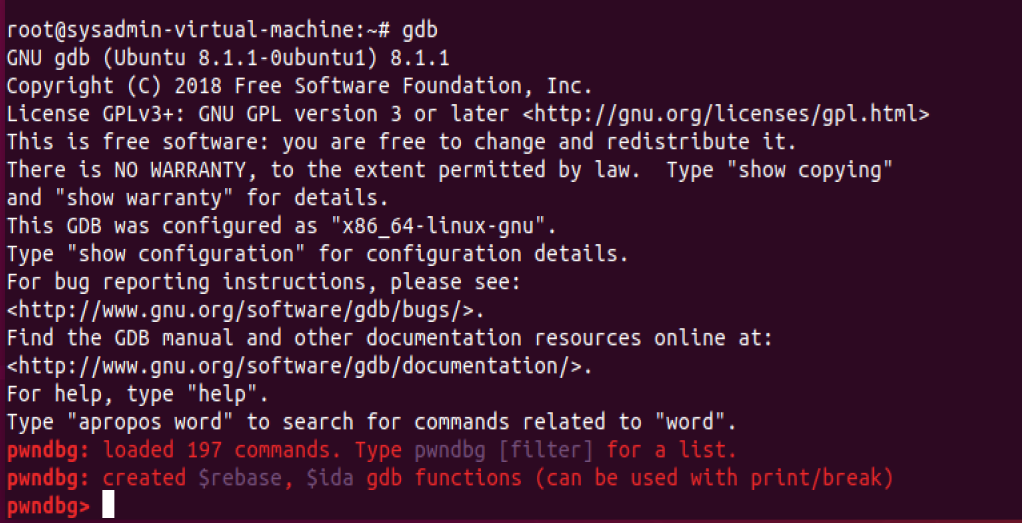 root@sysadmin-virtual-machine:~# gdb
GNU gdb (Ubuntu 8.1.1-0ubuntu1) 8.1.1
Copyright (C) 2018 Free Software Foundation, Inc.
License GPLv3+: GNU GPL version 3 or later <http://gnu.org/licenses/gpl.html>
This is free software: you are free to change and redistribute it.
There is NO WARRANTY, to the extent permitted by law.  Type "show copying"
and "show warranty" for details.
This GDB was configured as "x86_64-linux-gnu".
Type "show configuration" for configuration details.
For bug reporting instructions, please see:
<http://www.gnu.org/software/gdb/bugs/>.
Find the GDB manual and other documentation resources online at:
<http://www.gnu.org/software/gdb/documentation/>.
For help, type "help".
Type "apropos word" to search for commands related to "word".
pwndbg: loaded 197 commands. Type pwndbg [filter] for a list.
pwndbg: created $rebase, $ida gdb functions (can be used with print/break)
pwndbg>